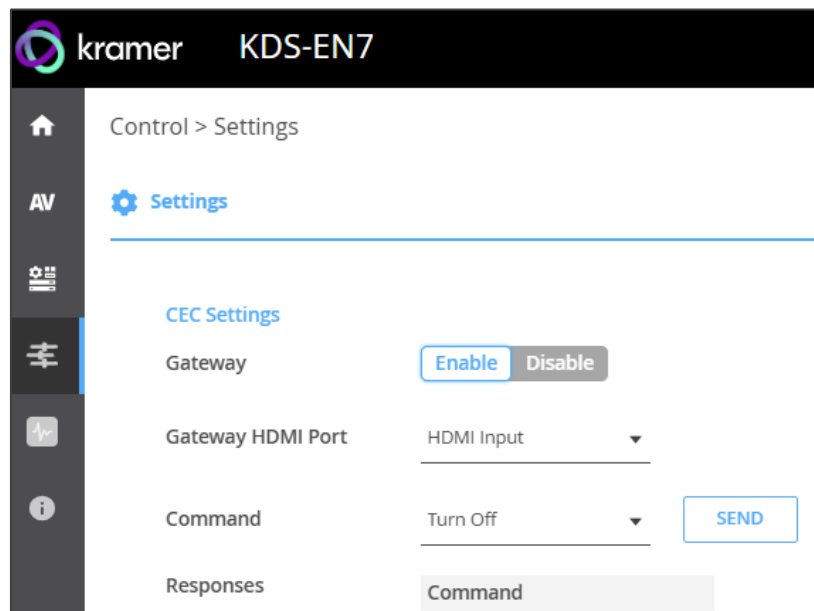 kramer KDS-EN7
Control > Settings
AV
Settings
CEC Settings
Gateway Enable Disable
Gateway HDMI Port HDMI Input
Command Turn Off SEND
Responses Command